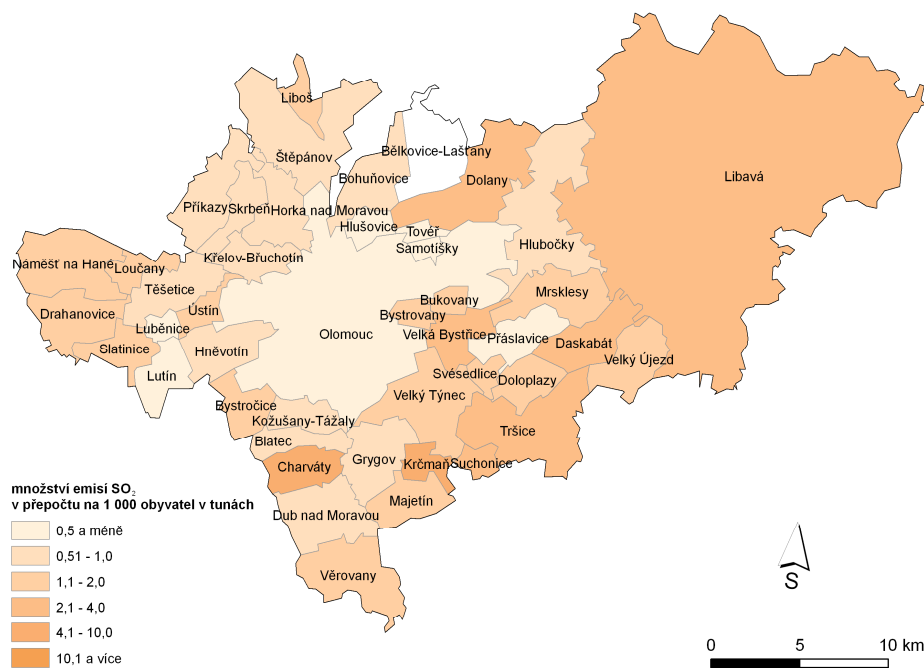 Liboš
Štěpánov
Bělkovice-Lašťany
Bohuňovice
Dolany
Libavá
Příkazy
Skrbeň
Horka nad Moravou
Hlušovice
Tovéř
Samotíšky
Hlubočky
Náměšť na Hané
Loučany
Křelov-Břuchotín
Těšetice
Mrsklesy
Bukovany
Drahanovice
Ústín
Bystrovany
Luběnice
Olomouc
Velká Bystřice
Přáslavice
Daskabát
Slatinice
Hněvotín
Velký Újezd
Lutín
Svésedlice
Doloplazy
Velký Týnec
Bystročice
Kožušany-Tážaly
Tršice
Blatec
Grygov
Krčmaň
Suchonice
Charváty
Majetín
Dub nad Moravou
Věrovany
množství emisí SO₂
v přepočtu na 1 000 obyvatel v tunách
0,5 a méně
0,51 - 1,0
1,1 - 2,0
2,1 - 4,0
4,1 - 10,0
10,1 a více
S
0 5 10 km